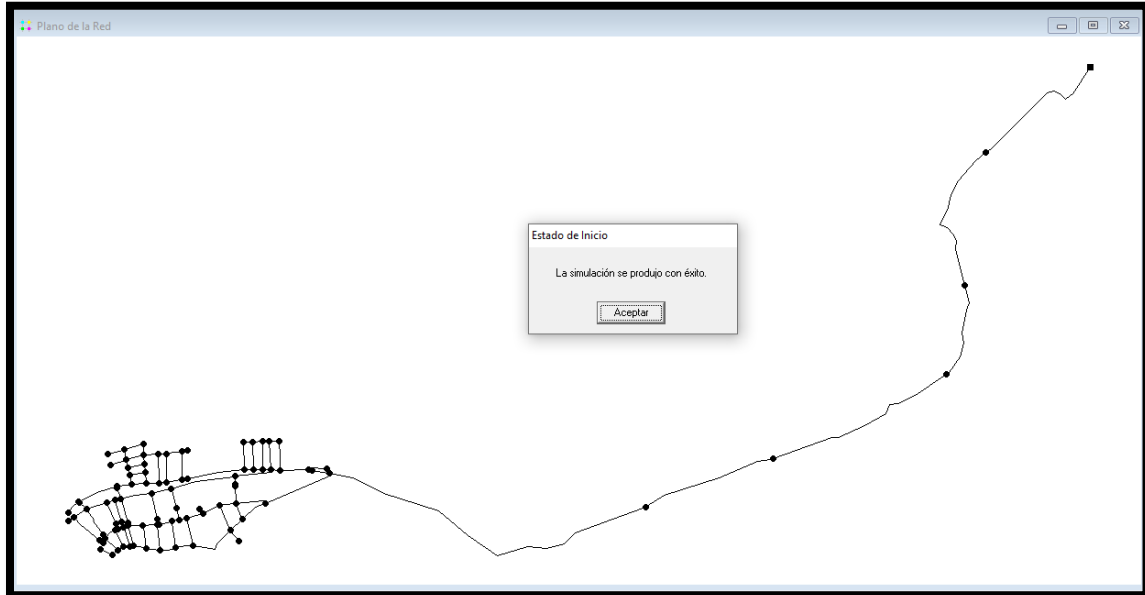 Plano de la Red
Estado de Inicio
La simulación se produjo con éxito.
Aceptar